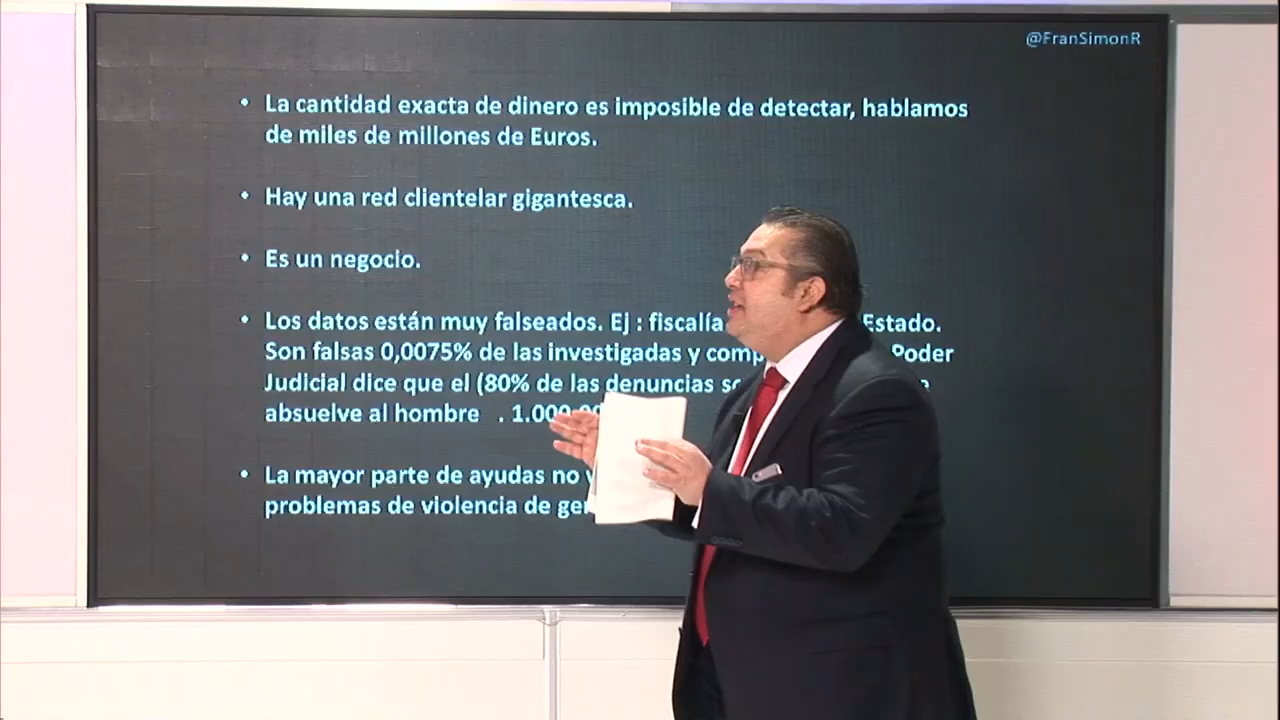 @FranSimonR
• La cantidad exacta de dinero es imposible de detectar, hablamos
de miles de millones de Euros.
• Hay una red clientelar gigantesca.
• Es un negocio.
• Los datos están muy falseados. Ej : fiscalía Estado.
Son falsas 0,0075% de las investigadas y Poder
Judicial dice que el (80% de las denuncias
absuelve al hombre .
• La mayor parte de ayudas no
problemas de violencia de